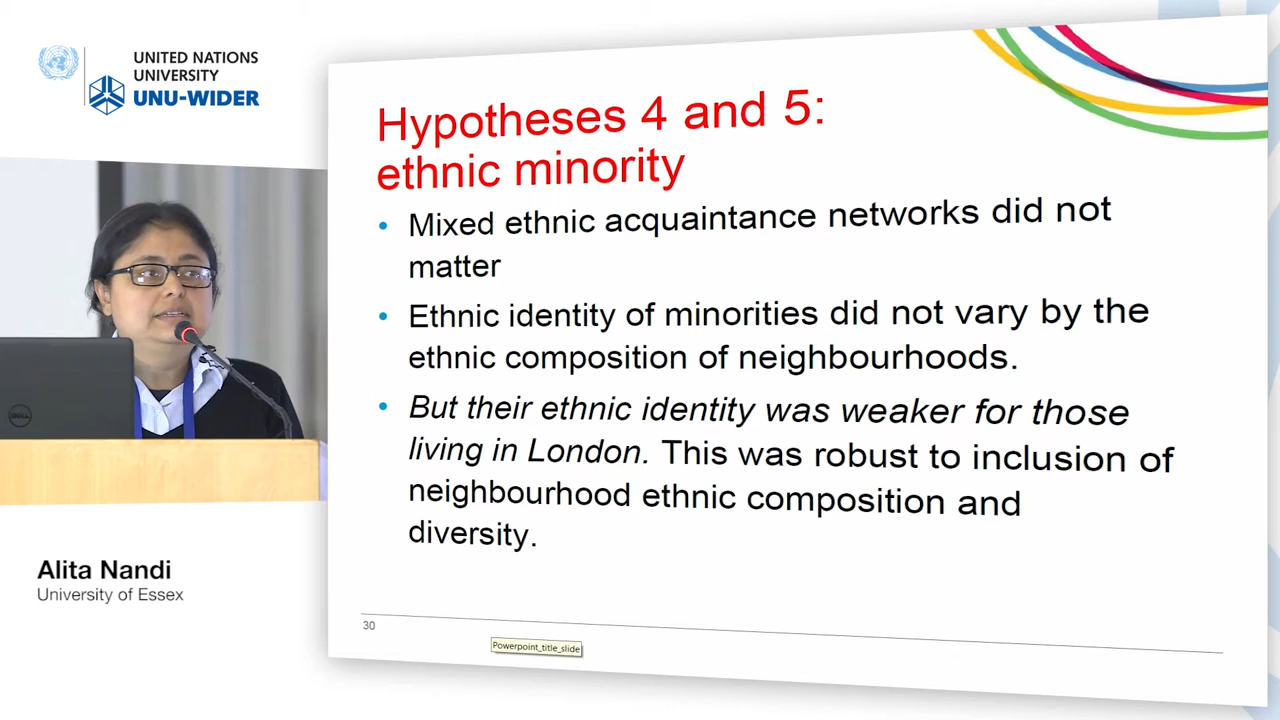 UNITED NATIONS
UNIVERSITY
UNU-WIDER
Hypotheses 4 and 5:
ethnic minority
• Mixed ethnic acquaintance networks did not
matter
• Ethnic identity of minorities did not vary by the
ethnic composition of neighbourhoods.
• But their ethnic identity was weaker for those
living in London. This was robust to inclusion of
neighbourhood ethnic composition and
diversity.
30
Powerpoint_title_slide
DELL
Alita Nandi
University of Essex